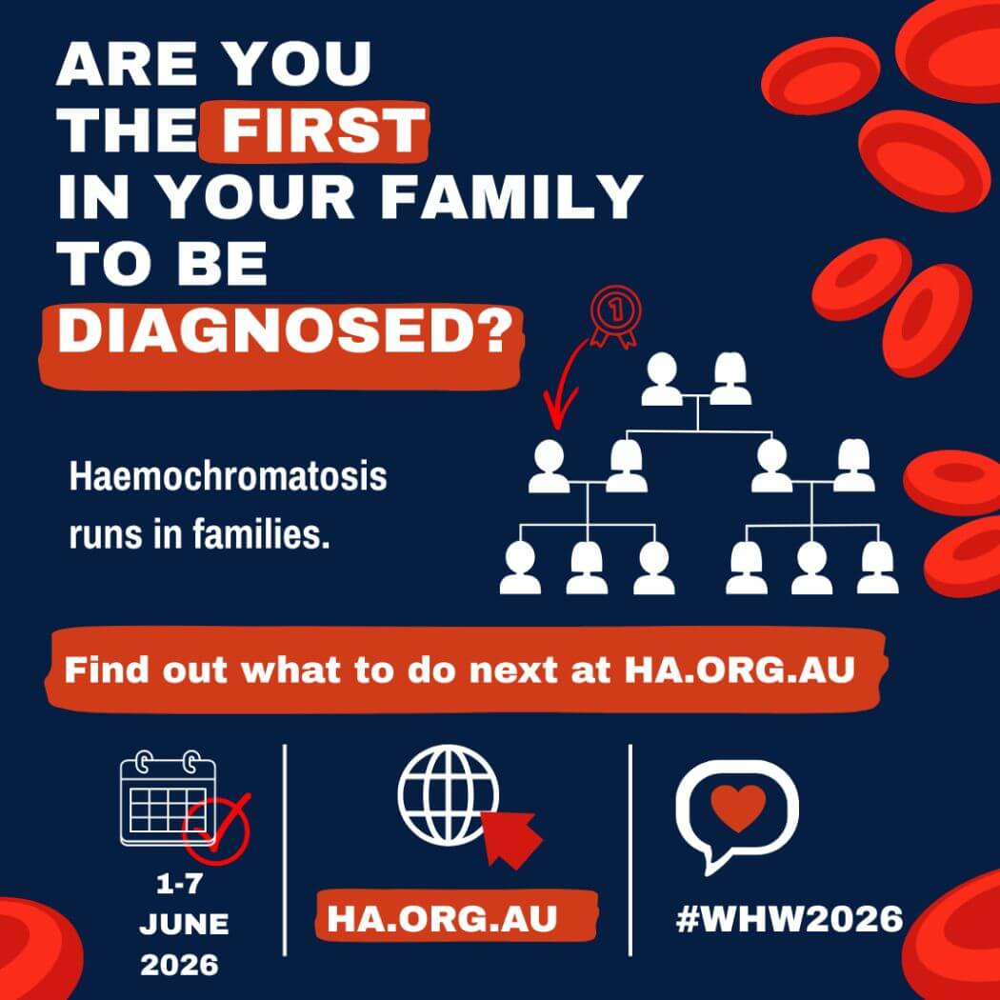 ARE YOU
THE FIRST
IN YOUR FAMILY
TO BE
DIAGNOSED?
1
Haemochromatosis
runs in families.
Find out what to do next at HA.ORG.AU
1-7
JUNE
2026
HA.ORG.AU
#WHW2026